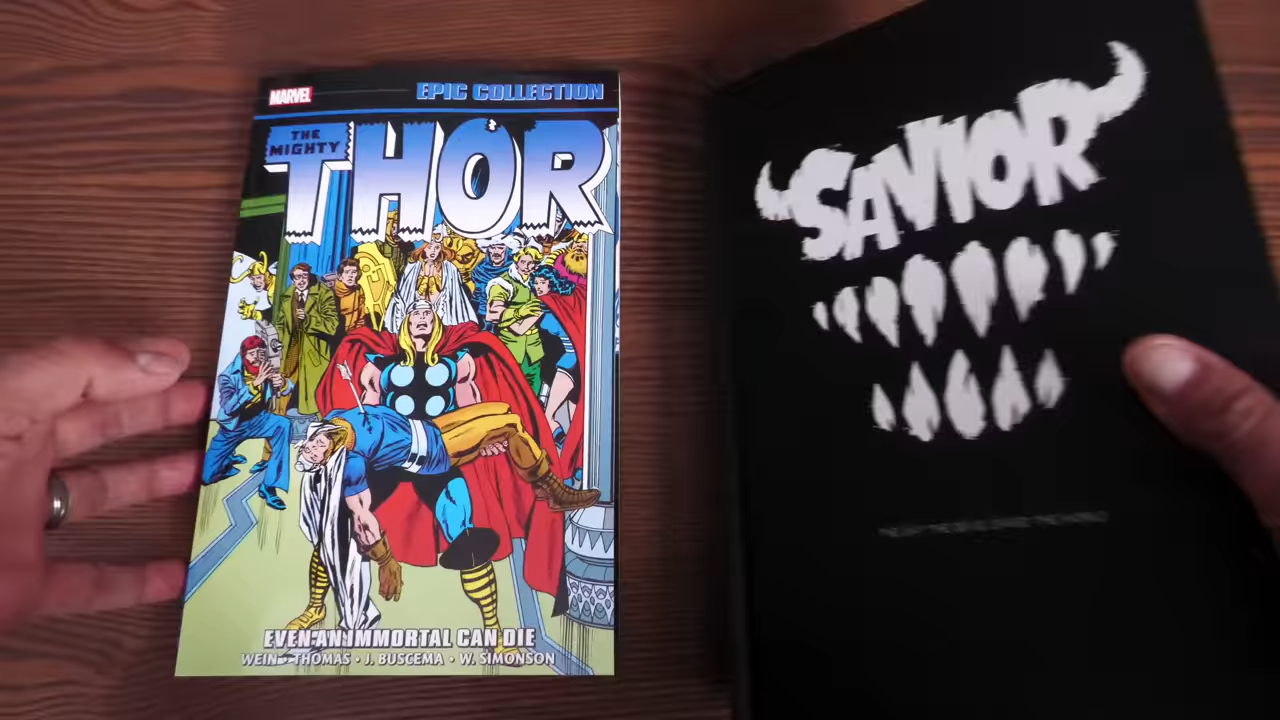 MARVEL
EPIC COLLECTION
THE
MIGHTY
THOR
EVEN AN IMMORTAL CAN DIE
WEIN • THOMAS • J. BUSCEMA • W. SIMONSON
SAVIOR